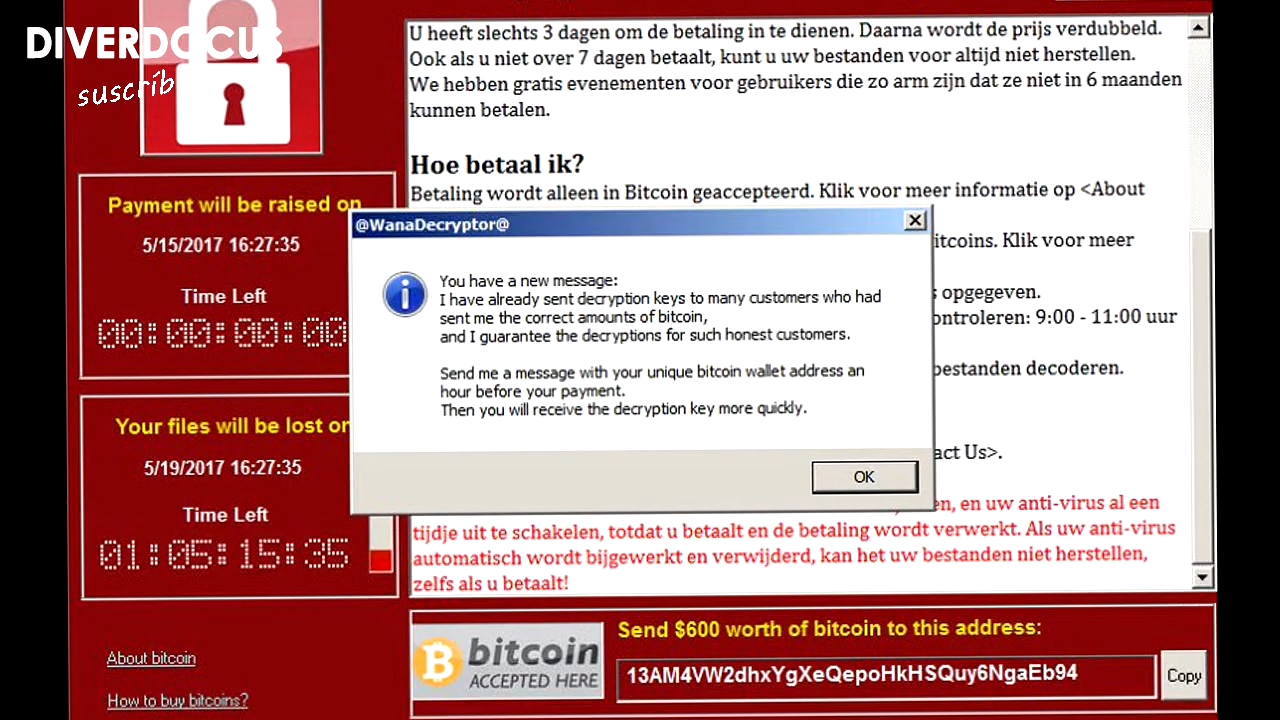 DIVERDOCUS
suscríb
U heeft slechts 3 dagen om de betaling in te dienen. Daarna wordt de prijs verdubbeld.
Ook als u niet over 7 dagen betaalt, kunt u uw bestanden voor altijd niet herstellen.
We hebben gratis evenementen voor gebruikers die zo arm zijn dat ze niet in 6 maanden
kunnen betalen.
Hoe betaal ik?
Betaling wordt alleen in Bitcoin geaccepteerd. Klik voor meer informatie op <About
itcoins. Klik voor meer
opgegeven.
ontroleren: 9:00 - 11:00 uur
bestanden decoderen.
act Us>.
en, en uw anti-virus al een
tijdje uit te schakelen, totdat u betaalt en de betaling wordt verwerkt. Als uw anti-virus
automatisch wordt bijgewerkt en verwijderd, kan het uw bestanden niet herstellen,
zelfs als u betaalt!
Payment will be raised on
5/15/2017 16:27:35
Time Left
00:00:00:00
Your files will be lost on
5/19/2017 16:27:35
Time Left
01:05:15:35
About bitcoin
How to buy bitcoins?
@WanaDecryptor@
You have a new message:
I have already sent decryption keys to many customers who had
sent me the correct amounts of bitcoin,
and I guarantee the decryptions for such honest customers.
Send me a message with your unique bitcoin wallet address an
hour before your payment.
Then you will receive the decryption key more quickly.
OK
bitcoin
ACCEPTED HERE
Send $600 worth of bitcoin to this address:
13AM4VW2dhxYgXeQepoHkHSQuy6NgaEb94
Copy